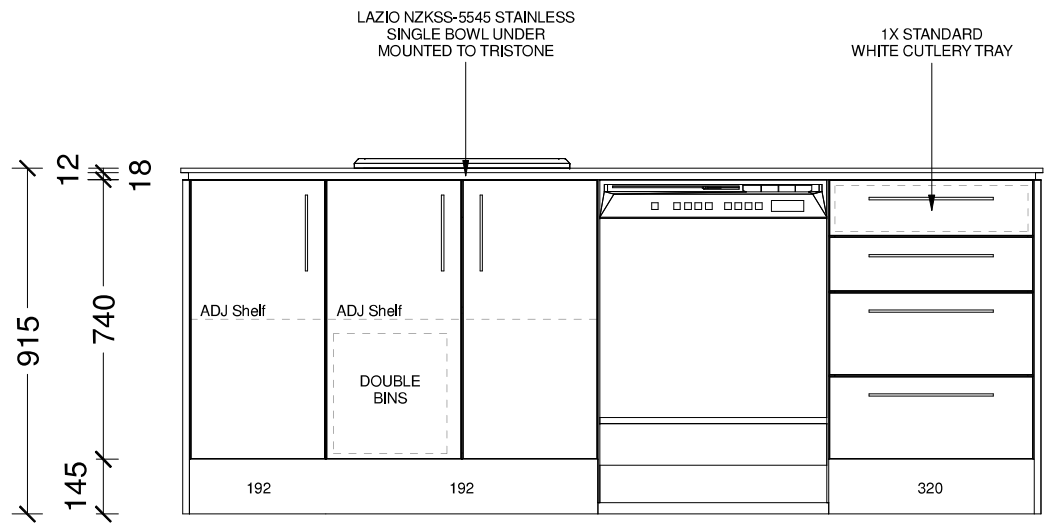 LAZIO NZKSS-5545 STAINLESS
SINGLE BOWL UNDER
MOUNTED TO TRISTONE
1X STANDARD
WHITE CUTLERY TRAY
12
18
915
740
145
ADJ Shelf
ADJ Shelf
DOUBLE
BINS
192
192
320